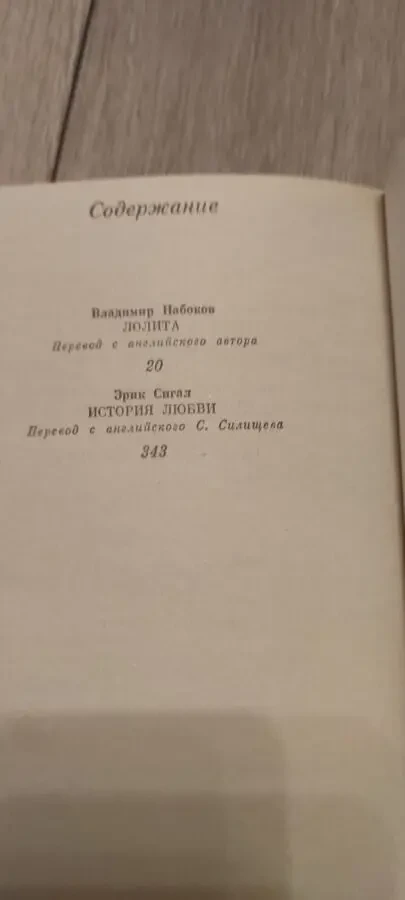 Содержание
Владимир Набоков
ЛОЛИТА
Перевод с английского автора
20
Эрик Сигал
ИСТОРИЯ ЛЮБВИ
Перевод с английского С. Силищева
343